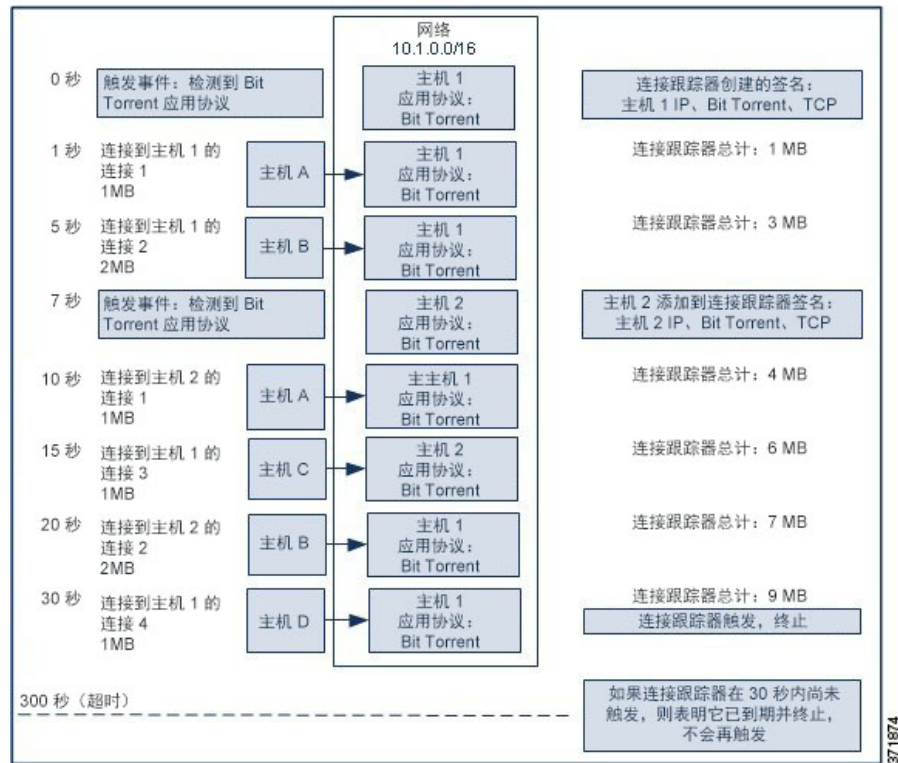 网络
10.1.0.0/16
0 秒
触发事件：检测到 Bit
Torrent 应用协议
主机 1
应用协议：
Bit Torrent
连接跟踪器创建的签名：
主机 1 IP、Bit Torrent、TCP
1 秒
连接到主机 1 的
连接 1
1MB
主机 A
主机 1
应用协议：
Bit Torrent
连接跟踪器总计：1 MB
5 秒
连接到主机 1 的
连接 2
2MB
主机 B
主机 1
应用协议：
Bit Torrent
连接跟踪器总计：3 MB
7 秒
触发事件：检测到 Bit
Torrent 应用协议
主机 2
应用协议：
Bit Torrent
主机 2 添加到连接跟踪器签名：
主机 2 IP、Bit Torrent、TCP
10 秒
连接到主机 2 的
连接 1
1MB
主机 A
主主机 1
应用协议：
Bit Torrent
连接跟踪器总计：4 MB
15 秒
连接到主机 1 的
连接 3
1MB
主机 C
主机 2
应用协议：
Bit Torrent
连接跟踪器总计：6 MB
20 秒
连接到主机 2 的
连接 2
2MB
主机 B
主机 1
应用协议：
Bit Torrent
连接跟踪器总计：7 MB
30 秒
连接到主机 1 的
连接 4
1MB
主机 D
主机 1
应用协议：
Bit Torrent
连接跟踪器总计：9 MB
连接跟踪器触发，终止
300 秒（超时）
如果连接跟踪器在 30 秒内尚未
触发，则表明它已到期并终止，
不会再触发
371874